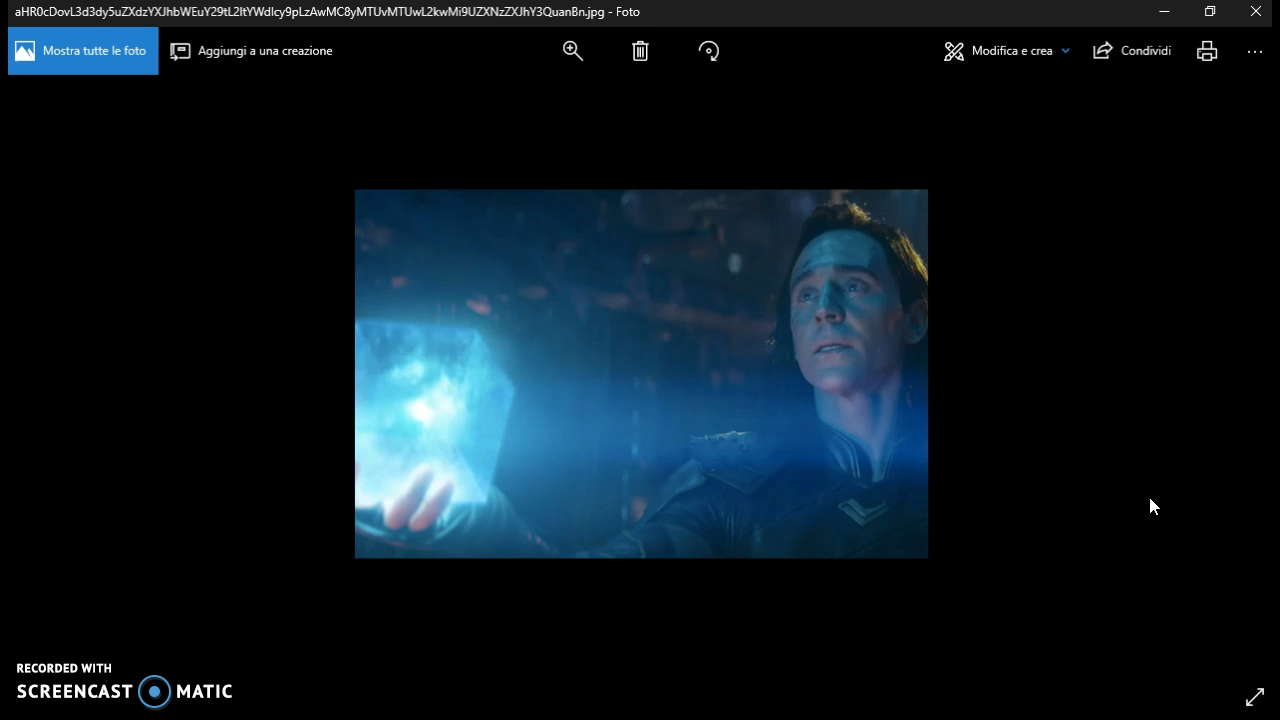 aHR0cDovL3d3dy5uZXdzYXJhbWEuY29tL2ltYWdlcy9pLzAwMC8yMTUvMTUwL2kwMi9UZXNzZXJhY3QuanBn.jpg - Foto
Mostra tutte le foto
Aggiungi a una creazione
Modifica e crea
Condividi
RECORDED WITH
SCREENCAST MATIC